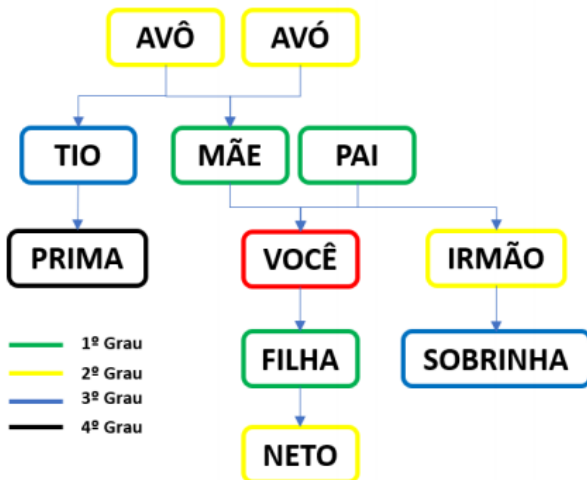 AVÔ AVÓ
TIO MÃE PAI
PRIMA VOCÊ IRMÃO
FILHA SOBRINHA
NETO
1º Grau
2º Grau
3º Grau
4º Grau